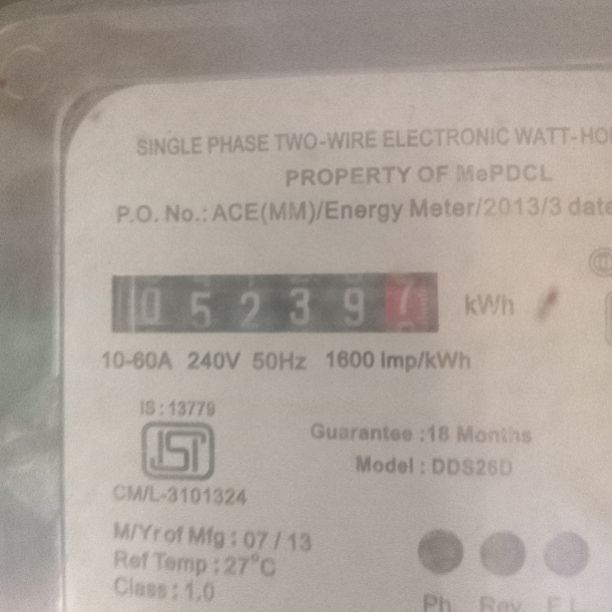 SINGLE PHASE TWO-WIRE ELECTRONIC WATT-HO
PROPERTY OF MePDCL
P.O. No.: ACE(MM)/Energy Meter/2013/3 date
0 5 2 3 9 7 kWh
10-60A 240V 50Hz 1600 Imp/kWh
IS : 13779
ISI
Guarantee :18 Months
Model : DDS26D
CM/L-3101324
M/Yr of Mfg : 07 / 13
Ref Temp : 27°C
Class : 1.0
Ph Rev E.L